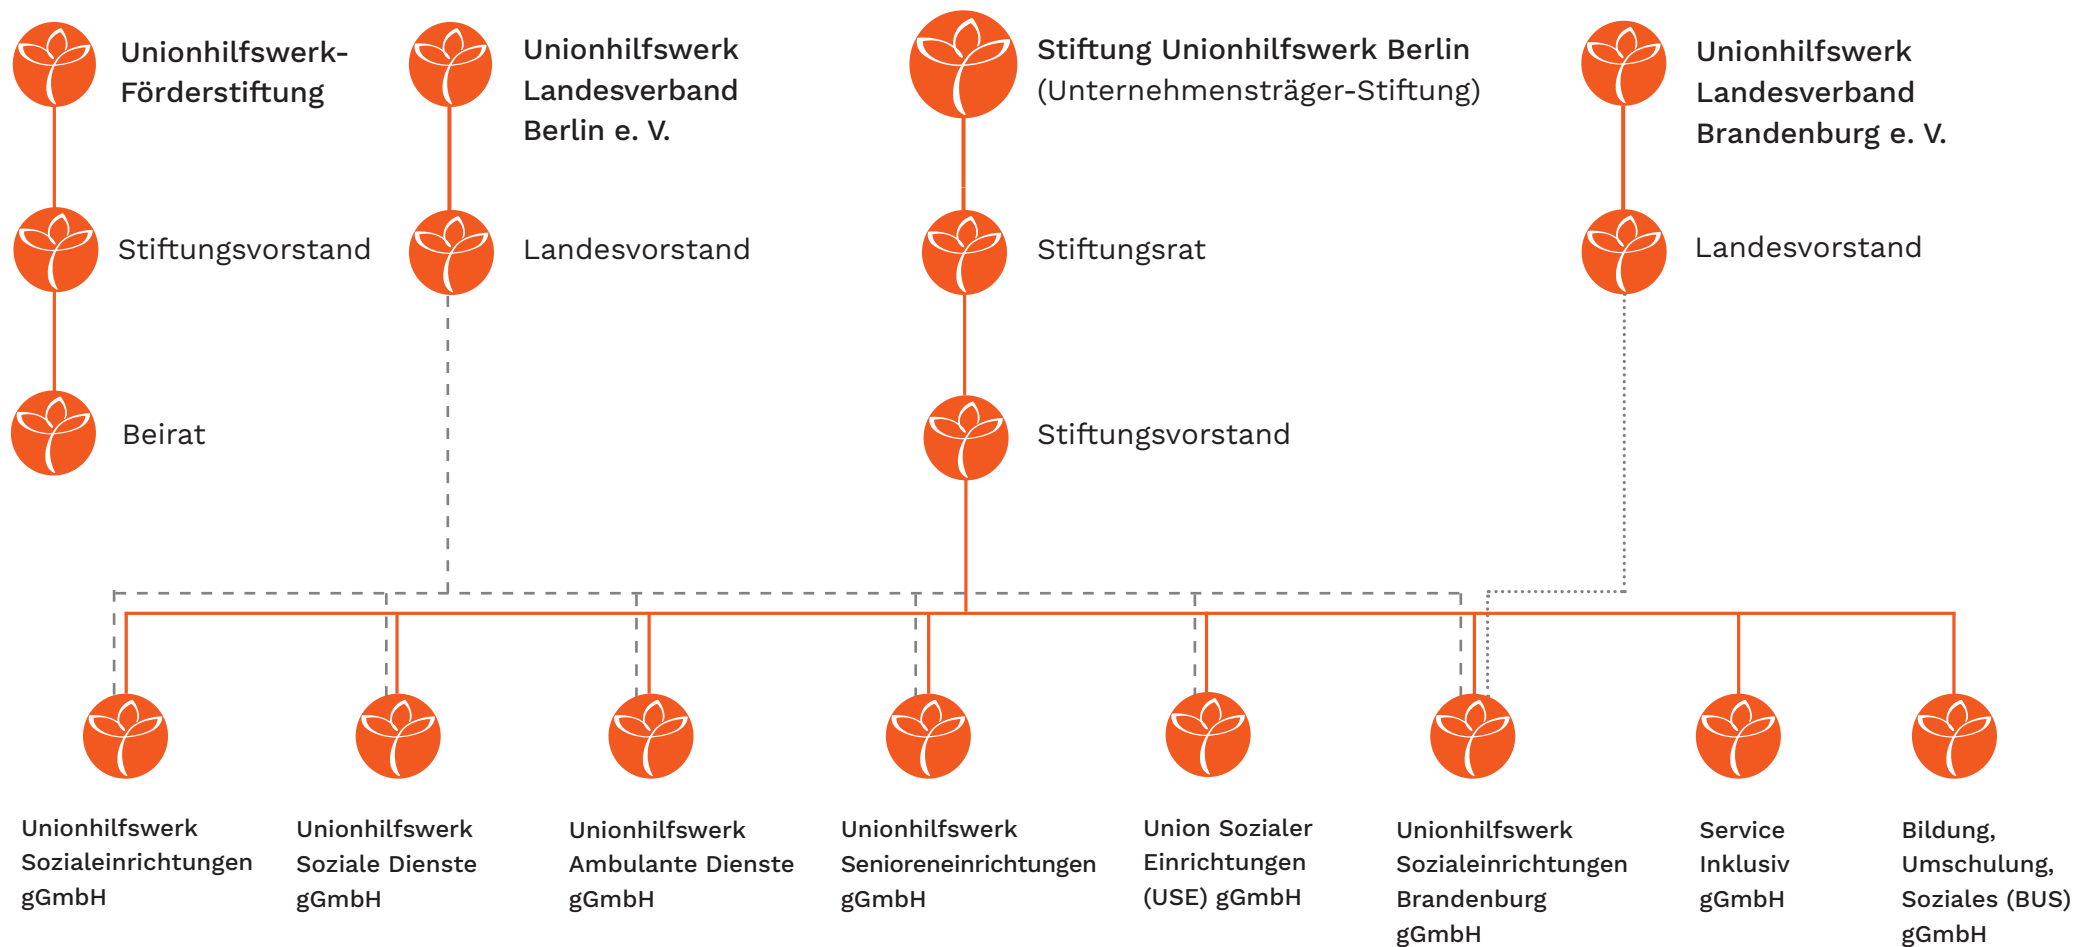 Unionhilfswerk-
Förderstiftung
Unionhilfswerk
Landesverband
Berlin e. V.
Stiftung Unionhilfswerk Berlin
(Unternehmensträger-Stiftung)
Unionhilfswerk
Landesverband
Brandenburg e. V.
Stiftungsvorstand
Landesvorstand
Stiftungsrat
Landesvorstand
Beirat
Stiftungsvorstand
Unionhilfswerk
Sozialeinrichtungen
gGmbH
Unionhilfswerk
Soziale Dienste
gGmbH
Unionhilfswerk
Ambulante Dienste
gGmbH
Unionhilfswerk
Senioreneinrichtungen
gGmbH
Union Sozialer
Einrichtungen
(USE) gGmbH
Unionhilfswerk
Sozialeinrichtungen
Brandenburg
gGmbH
Service
Inklusiv
gGmbH
Bildung,
Umschulung,
Soziales (BUS)
gGmbH